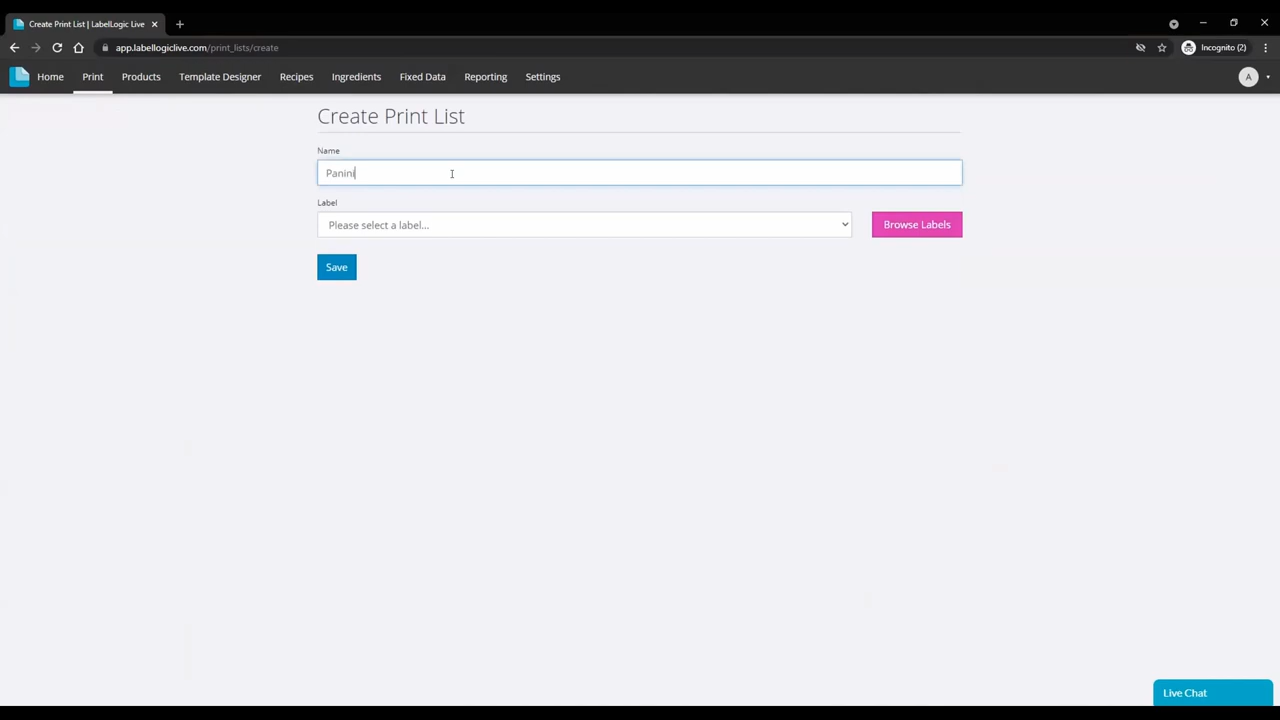 Create Print List | LabelLogic Live
app.labellogiclive.com/print_lists/create
Incognito (2)
Home Print Products Template Designer Recipes Ingredients Fixed Data Reporting Settings
A
Create Print List
Name
Panini
Label
Please select a label...
Browse Labels
Save
Live Chat